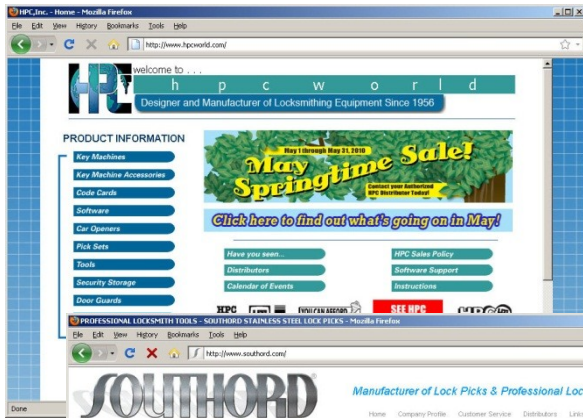 HPC,Inc. - Home - Mozilla Firefox
File Edit View History Bookmarks Tools Help
http://www.hpcworld.com/
welcome to . . .
HPC
h p c w o r l d
Designer and Manufacturer of Locksmithing Equipment Since 1956
PRODUCT INFORMATION
Key Machines
Key Machine Accessories
Code Cards
Software
Car Openers
Pick Sets
Tools
Security Storage
Door Guards
May 1 through May 31, 2010
May Springtime Sale!
Contact your Authorized
HPC Distributor Today!
Click here to find out what's going on in May!
Have you seen... HPC Sales Policy
Distributors Software Support
Calendar of Events Instructions
HPC YOU CAN AFFORD SEE HPC
PROFESSIONAL LOCKSMITH TOOLS - SOUTHORD STAINLESS STEEL LOCK PICKS - Mozilla Firefox
File Edit View History Bookmarks Tools Help
http://www.southord.com/
SOUTHORD
Manufacturer of Lock Picks & Professional Loc
Home Company Profile Customer Service Distributors Links
Done